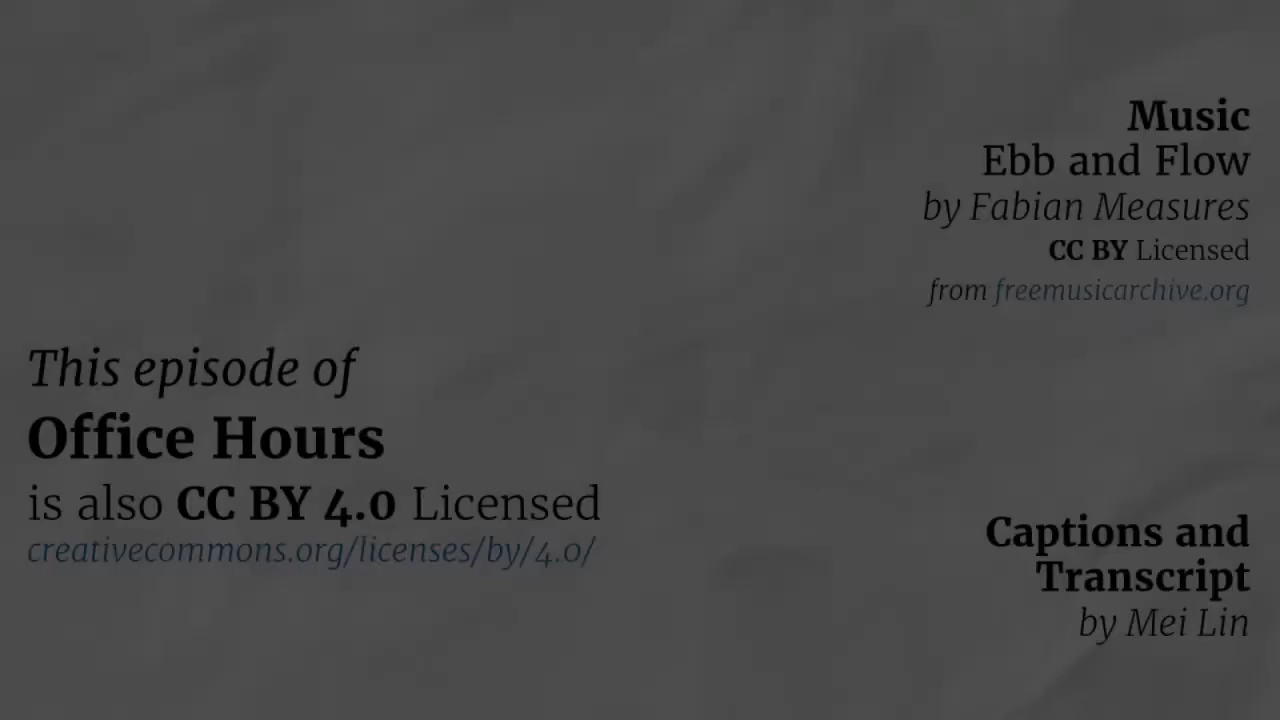 Music
Ebb and Flow
by Fabian Measures
CC BY Licensed
from freemusicarchive.org
This episode of
Office Hours
is also CC BY 4.0 Licensed
creativecommons.org/licenses/by/4.0/
Captions and
Transcript
by Mei Lin